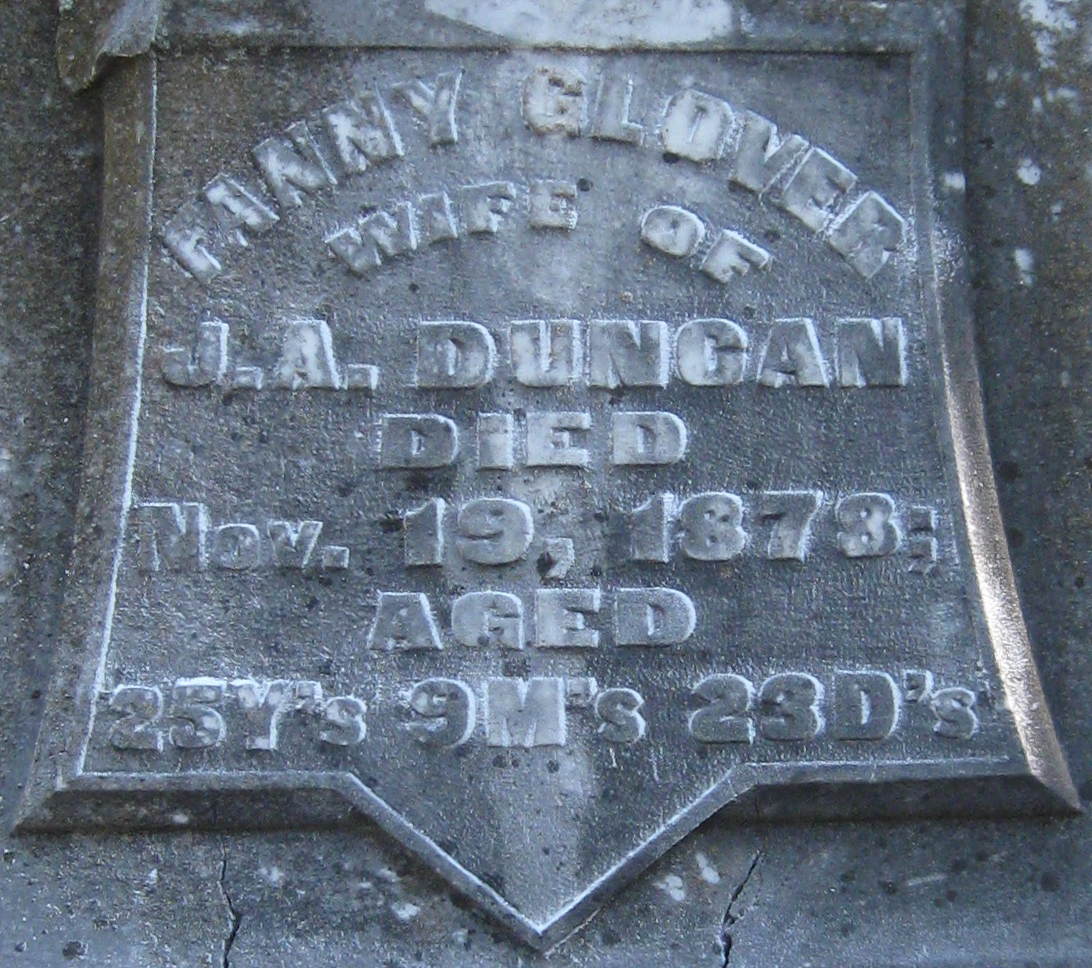 FANNY GLOVER
WIFE OF
J.A. DUNCAN
DIED
Nov. 19, 1873;
AGED
25Y's 9M's 23D's